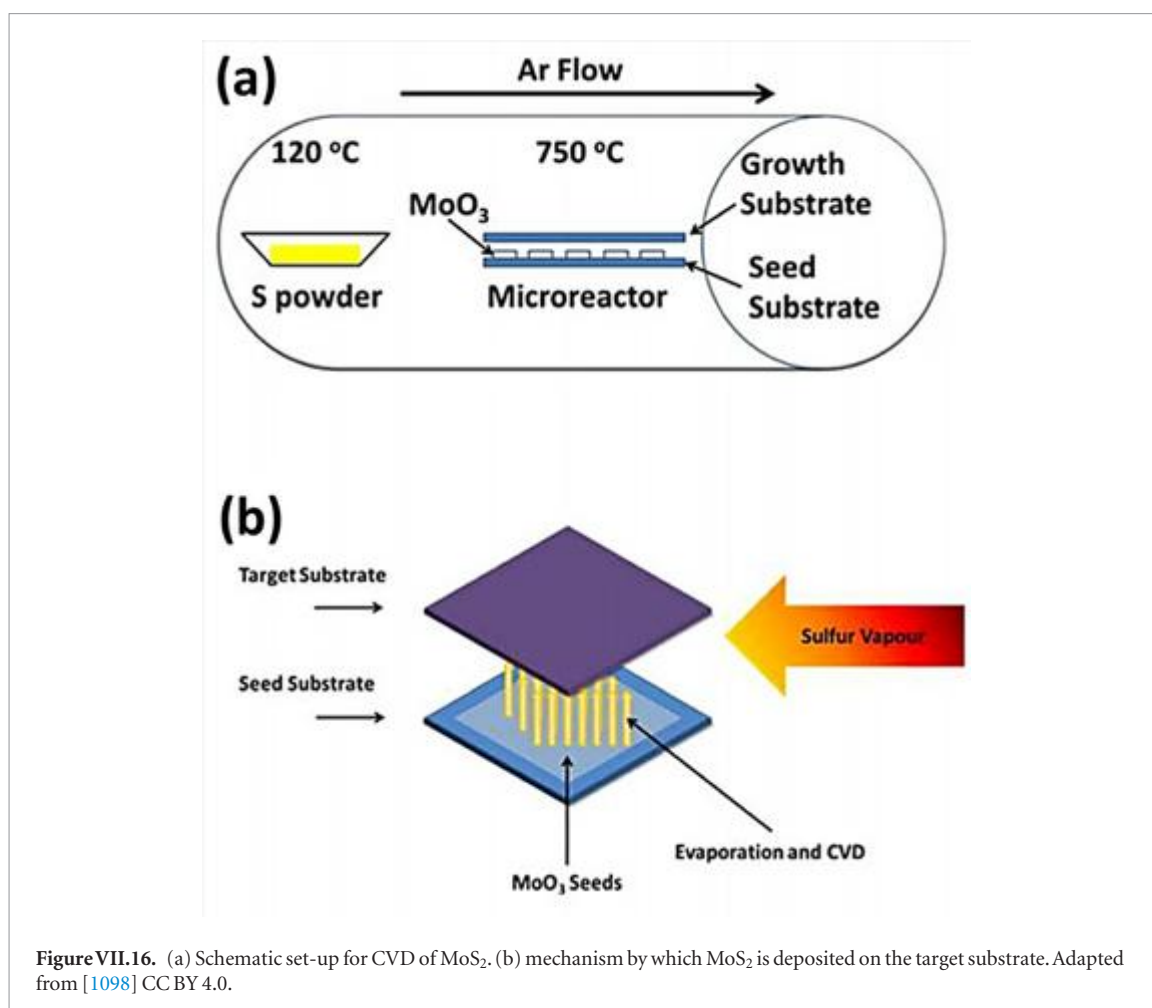 (a)
Ar Flow
120 °C
750 °C
Growth
Substrate
MoO₃
S powder
Microreactor
Seed
Substrate
(b)
Target Substrate
Sulfur Vapour
Seed Substrate
Evaporation and CVD
MoO₃ Seeds
Figure VII.16. (a) Schematic set-up for CVD of MoS₂. (b) mechanism by which MoS₂ is deposited on the target substrate. Adapted
from [1098] CC BY 4.0.